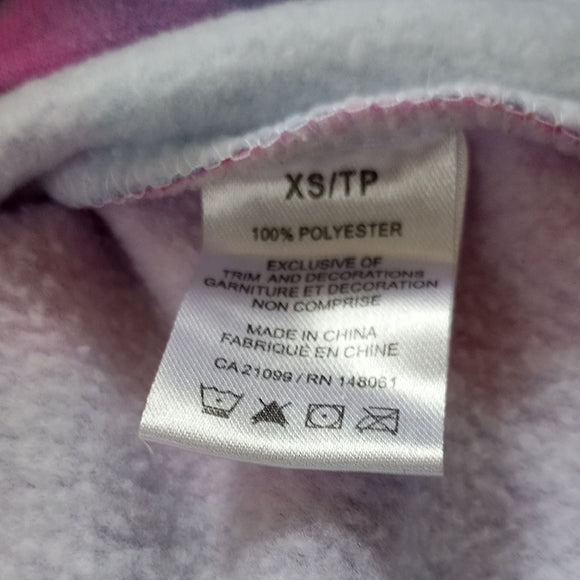 XS/TP
100% POLYESTER
EXCLUSIVE OF
TRIM AND DECORATIONS
GARNITURE ET DECORATION
NON COMPRISE
MADE IN CHINA
FABRIQUE EN CHINE
CA 21099 / RN 148061